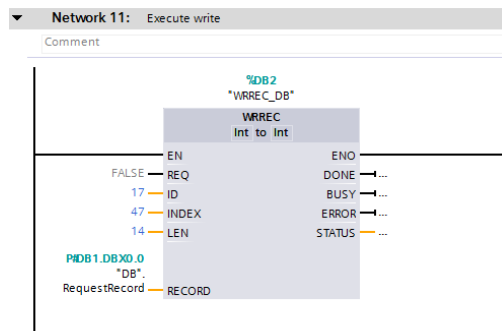 Network 11: Execute write
Comment
%DB2
"WRREC_DB"
WRREC
Int to Int
EN ENO
FALSE REQ DONE ...
17 ID BUSY ...
47 INDEX ERROR ...
14 LEN STATUS ...
P#DB1.DBX0.0
"DB".
RequestRecord RECORD